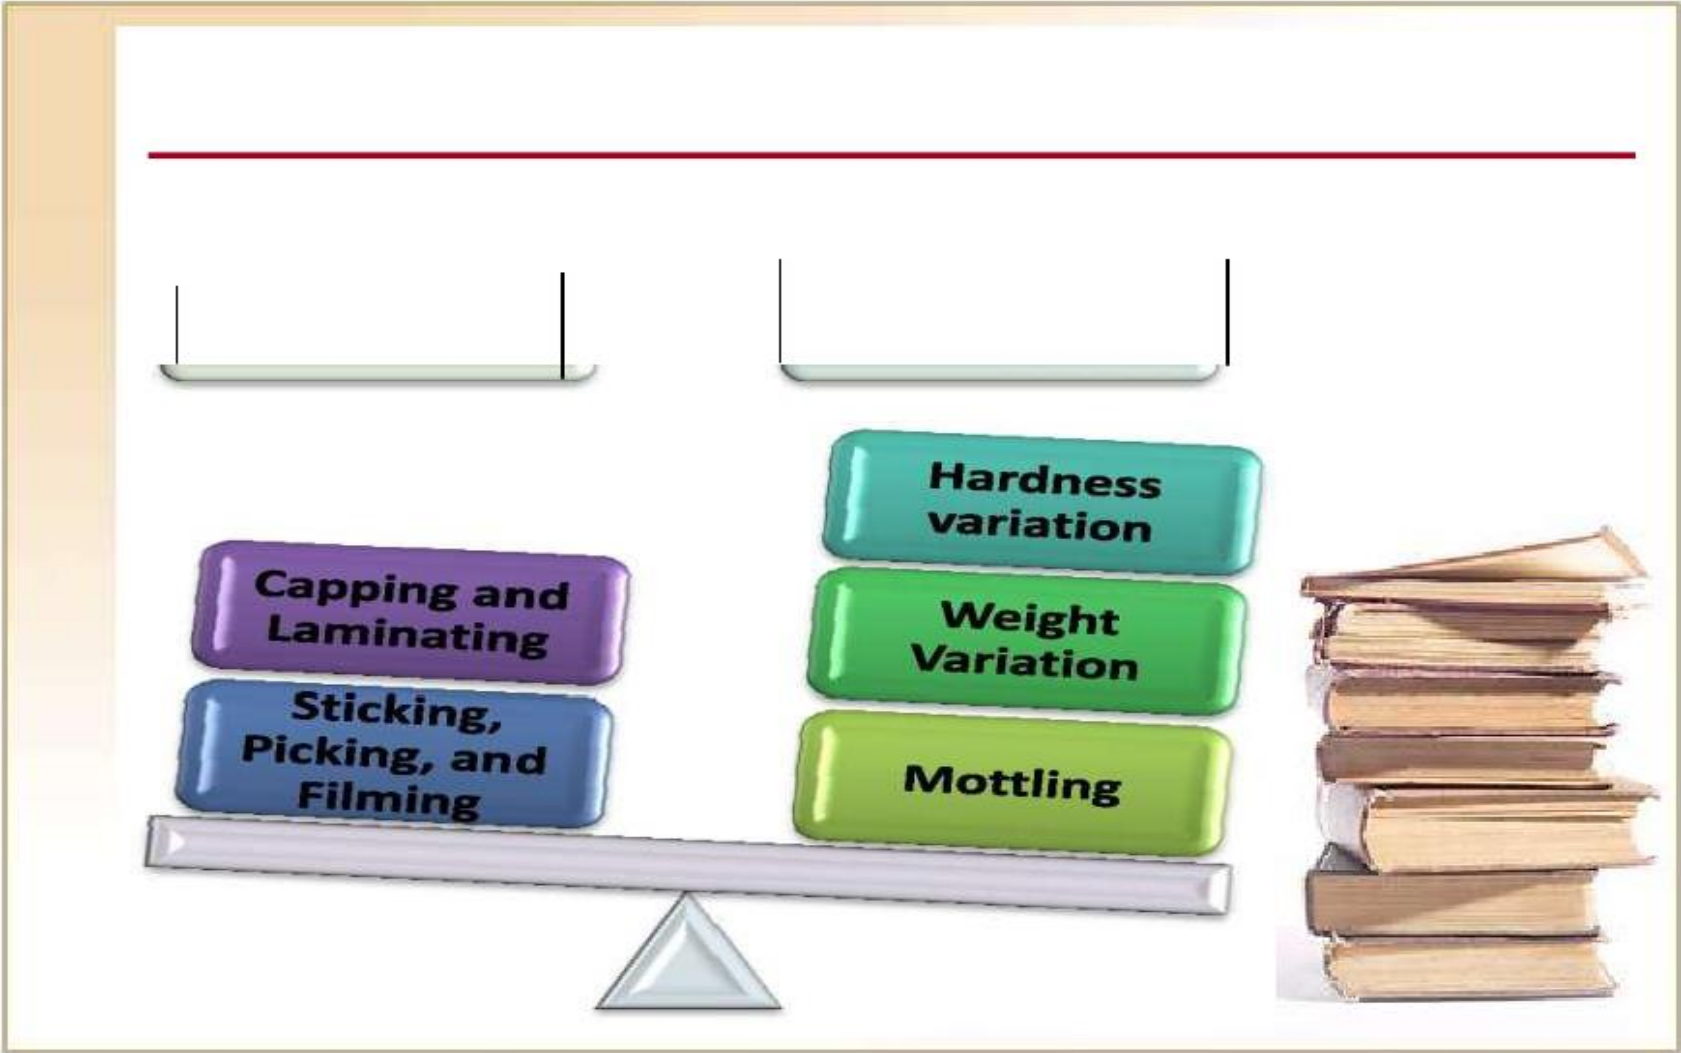 Capping and
Laminating
Sticking,
Picking, and
Filming
Hardness
variation
Weight
Variation
Mottling